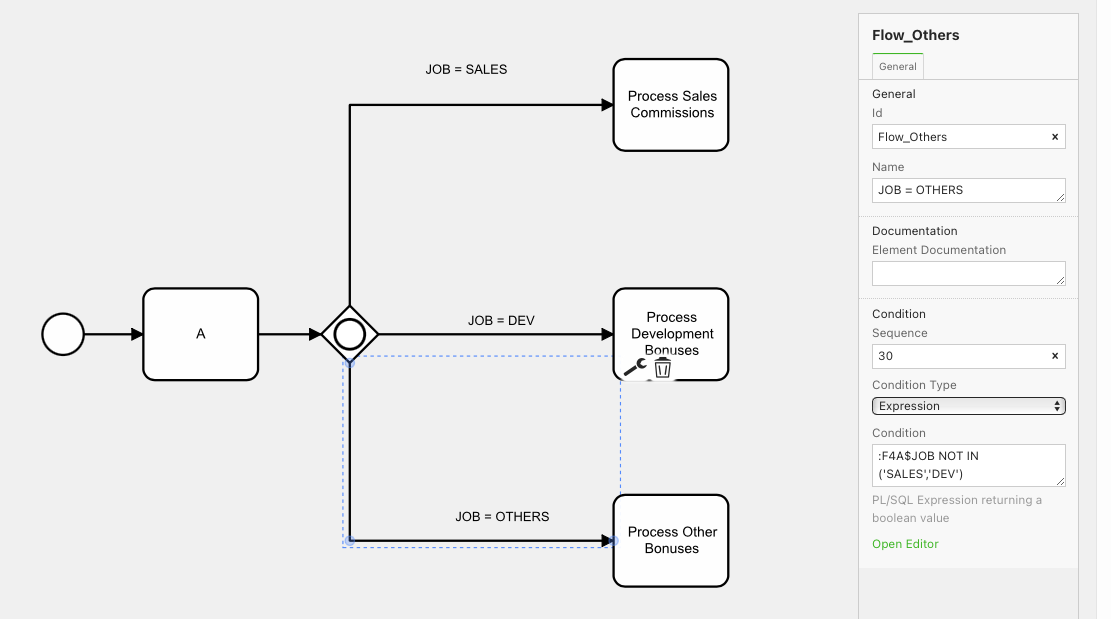 JOB = SALES
Process Sales
Commissions
A
JOB = DEV
Process
Development
Bonuses
JOB = OTHERS
Process Other
Bonuses
Flow_Others
General
General
Id
Flow_Others
Name
JOB = OTHERS
Documentation
Element Documentation
Condition
Sequence
30
Condition Type
Expression
Condition
:F4A$JOB NOT IN
('SALES','DEV')
PL/SQL Expression returning a
boolean value
Open Editor